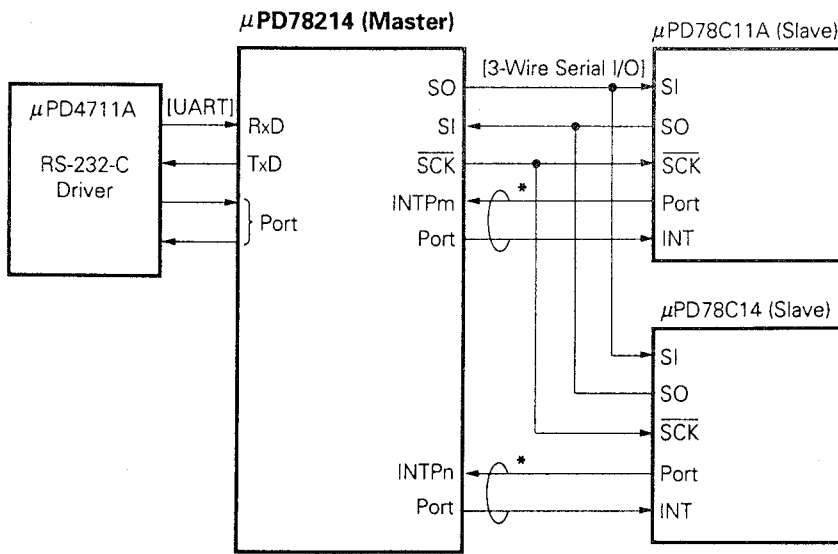 μPD78214 (Master)
μPD78C11A (Slave)
μPD4711A
RS-232-C
Driver
[UART]
RxD
TxD
Port
SO
SI
SCK
INTPm
Port
[3-Wire Serial I/O]
*
SI
SO
SCK
Port
INT
μPD78C14 (Slave)
SI
SO
SCK
Port
INT
INTPn
Port
*